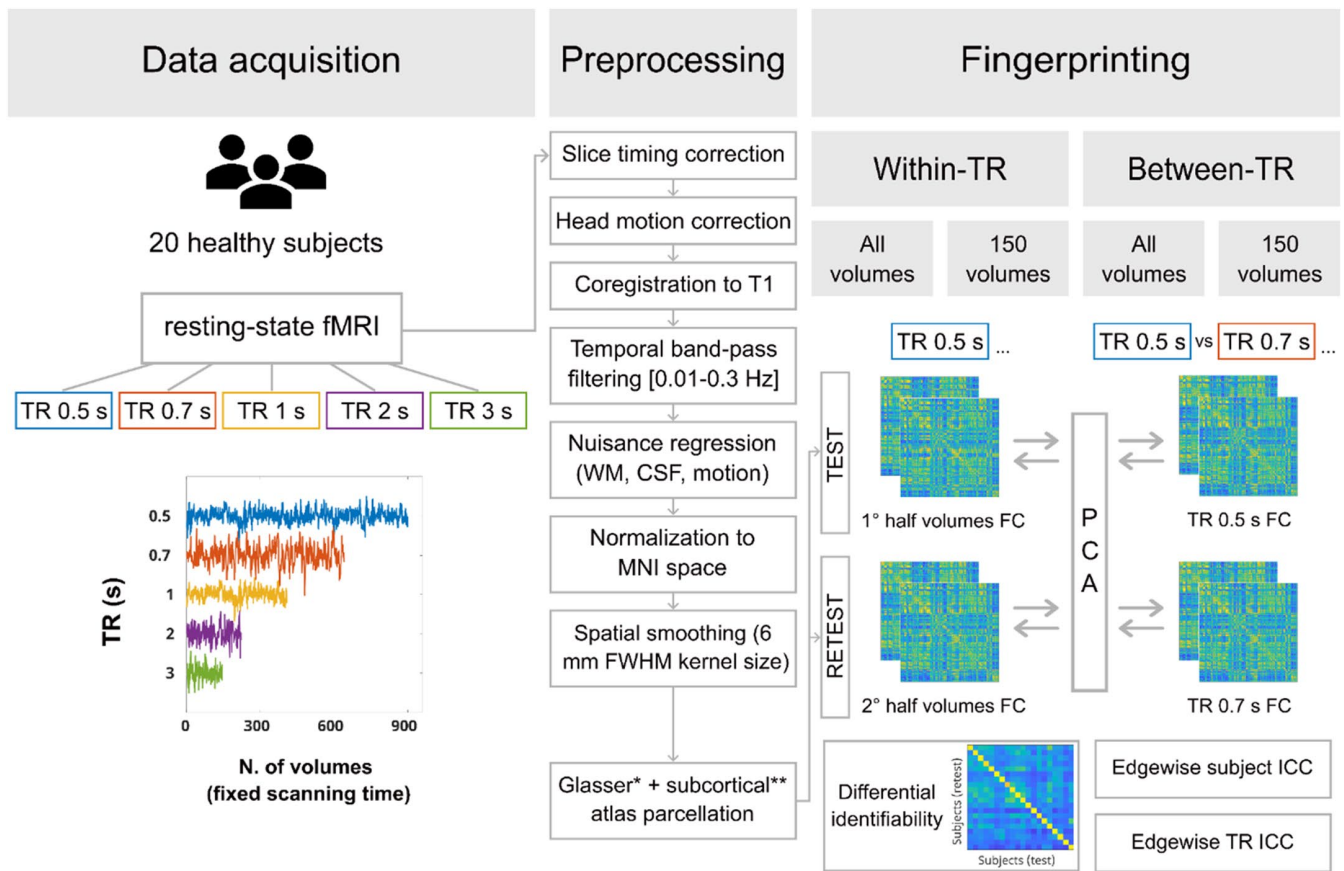 Data acquisition
20 healthy subjects
resting-state fMRI
TR 0.5 s
TR 0.7 s
TR 1 s
TR 2 s
TR 3 s
TR (s)
0.5
0.7
1
2
3
0
300
600
900
N. of volumes
(fixed scanning time)
Preprocessing
Slice timing correction
Head motion correction
Coregistration to T1
Temporal band-pass
filtering [0.01-0.3 Hz]
Nuisance regression
(WM, CSF, motion)
Normalization to
MNI space
Spatial smoothing (6
mm FWHM kernel size)
Glasser* + subcortical**
atlas parcellation
Fingerprinting
Within-TR
Between-TR
All
volumes
150
volumes
All
volumes
150
volumes
TR 0.5 s ...
TR 0.5 s vs TR 0.7 s ...
TEST
1° half volumes FC
TR 0.5 s FC
PCA
RETEST
2° half volumes FC
TR 0.7 s FC
Differential
identifiability
Subjects (retest)
Subjects (test)
Edgewise subject ICC
Edgewise TR ICC